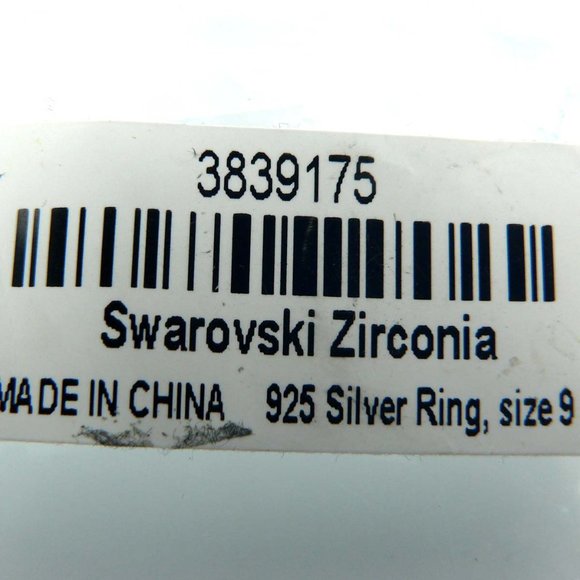 3839175
Swarovski Zirconia
MADE IN CHINA 925 Silver Ring, size 9